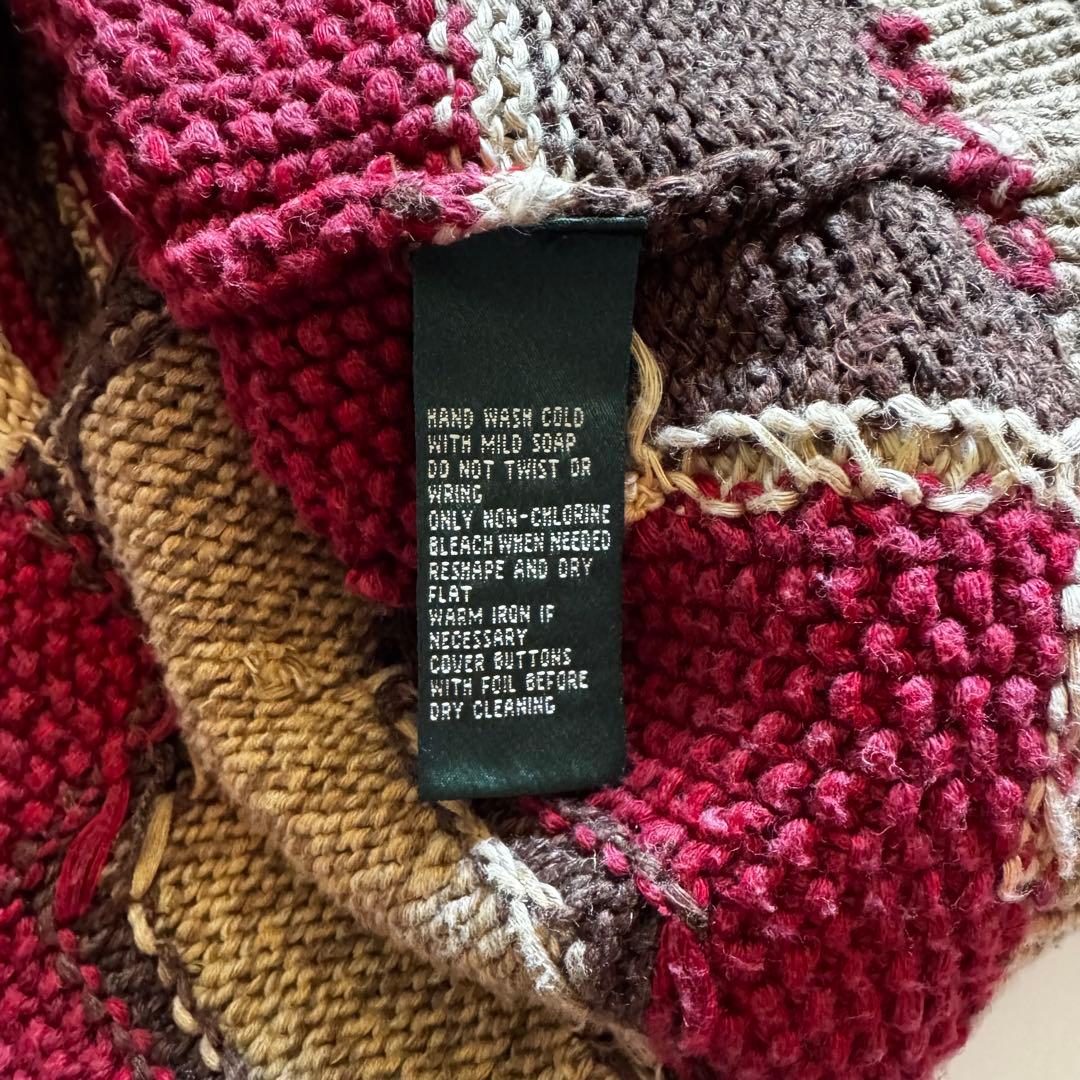 HAND WASH COLD
WITH MILD SOAP
DO NOT TWIST OR
WRING
ONLY NON-CHLORINE
BLEACH WHEN NEEDED
RESHAPE AND DRY
FLAT
WARM IRON IF
NECESSARY
COVER BUTTONS
WITH FOIL BEFORE
DRY CLEANING